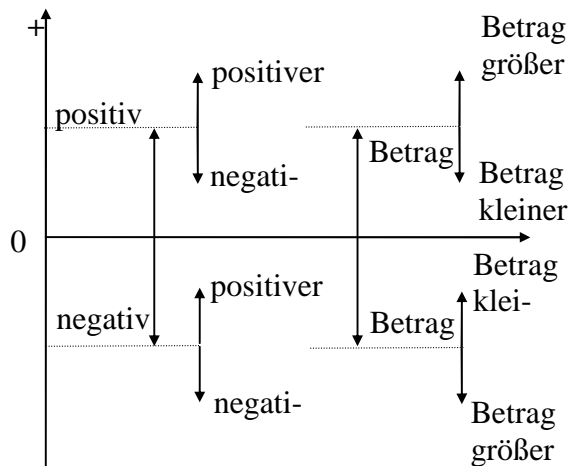 +
Betrag
größer
positiver
positiv
Betrag
negati-
Betrag
kleiner
0
Betrag
klei-
positiver
negativ
Betrag
negati-
Betrag
größer